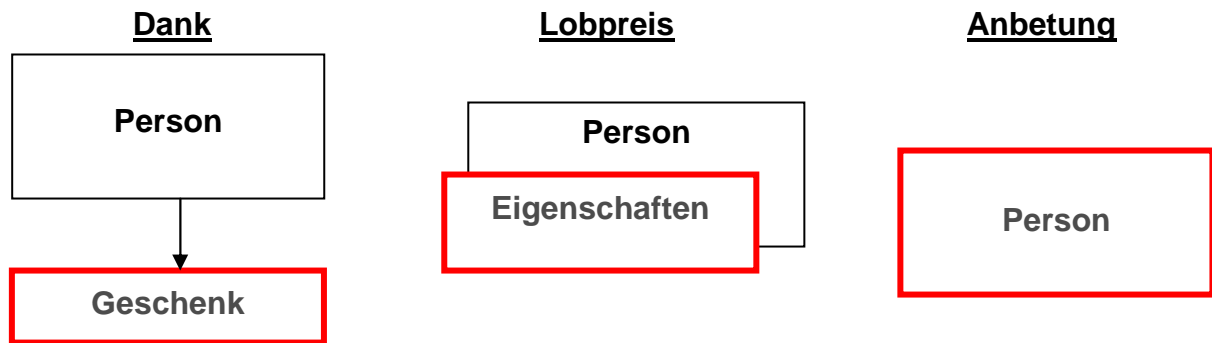 Dank
Lobpreis
Anbetung
Person
Geschenk
Person
Eigenschaften
Person